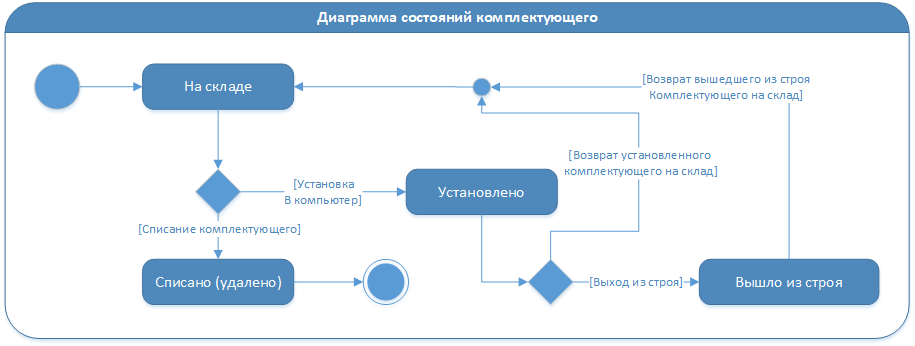 Диаграмма состояний комплектующего
На складе
[Возврат вышедшего из строя
Комплектующего на склад]
[Возврат установленного
комплектующего на склад]
[Установка
В компьютер]
Установлено
[Списание комплектующего]
Списано (удалено)
[Выход из строя]
Вышло из строя